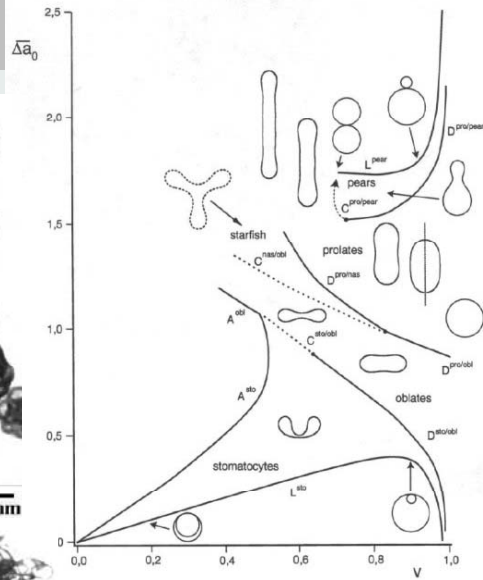 Δa₀
2,5
2,0
1,5
1,0
0,5
0
D^pro/pear
L^pear
pears
C^pro/pear
starfish
prolates
C^nas/obl
D^pro/nas
A^obl
C^sto/obl
D^pro/obl
A^sto
oblates
D^sto/obl
stomatocytes
L^sto
0,0 0,2 0,4 0,6 0,8 1,0
V